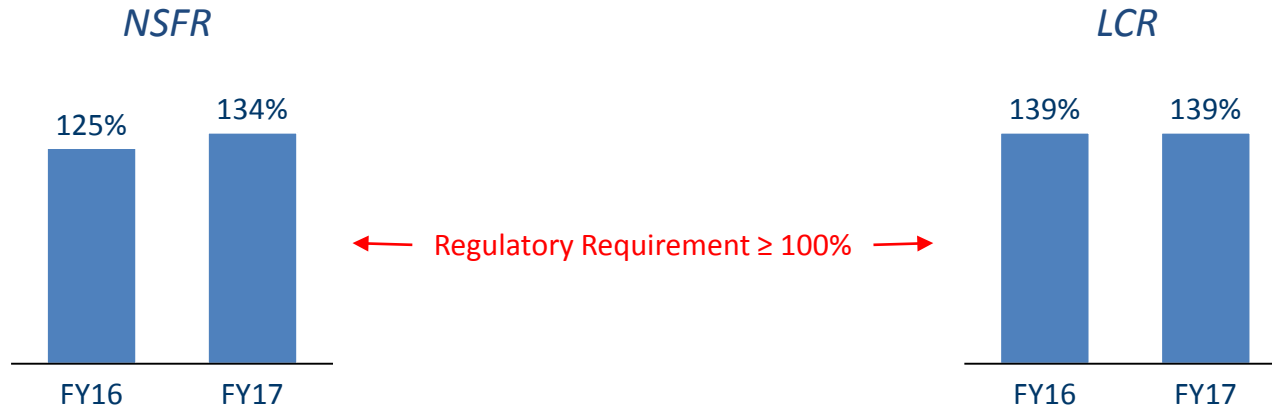 NSFR
125%
134%
FY16
FY17
Regulatory Requirement ≥ 100%
LCR
139%
139%
FY16
FY17